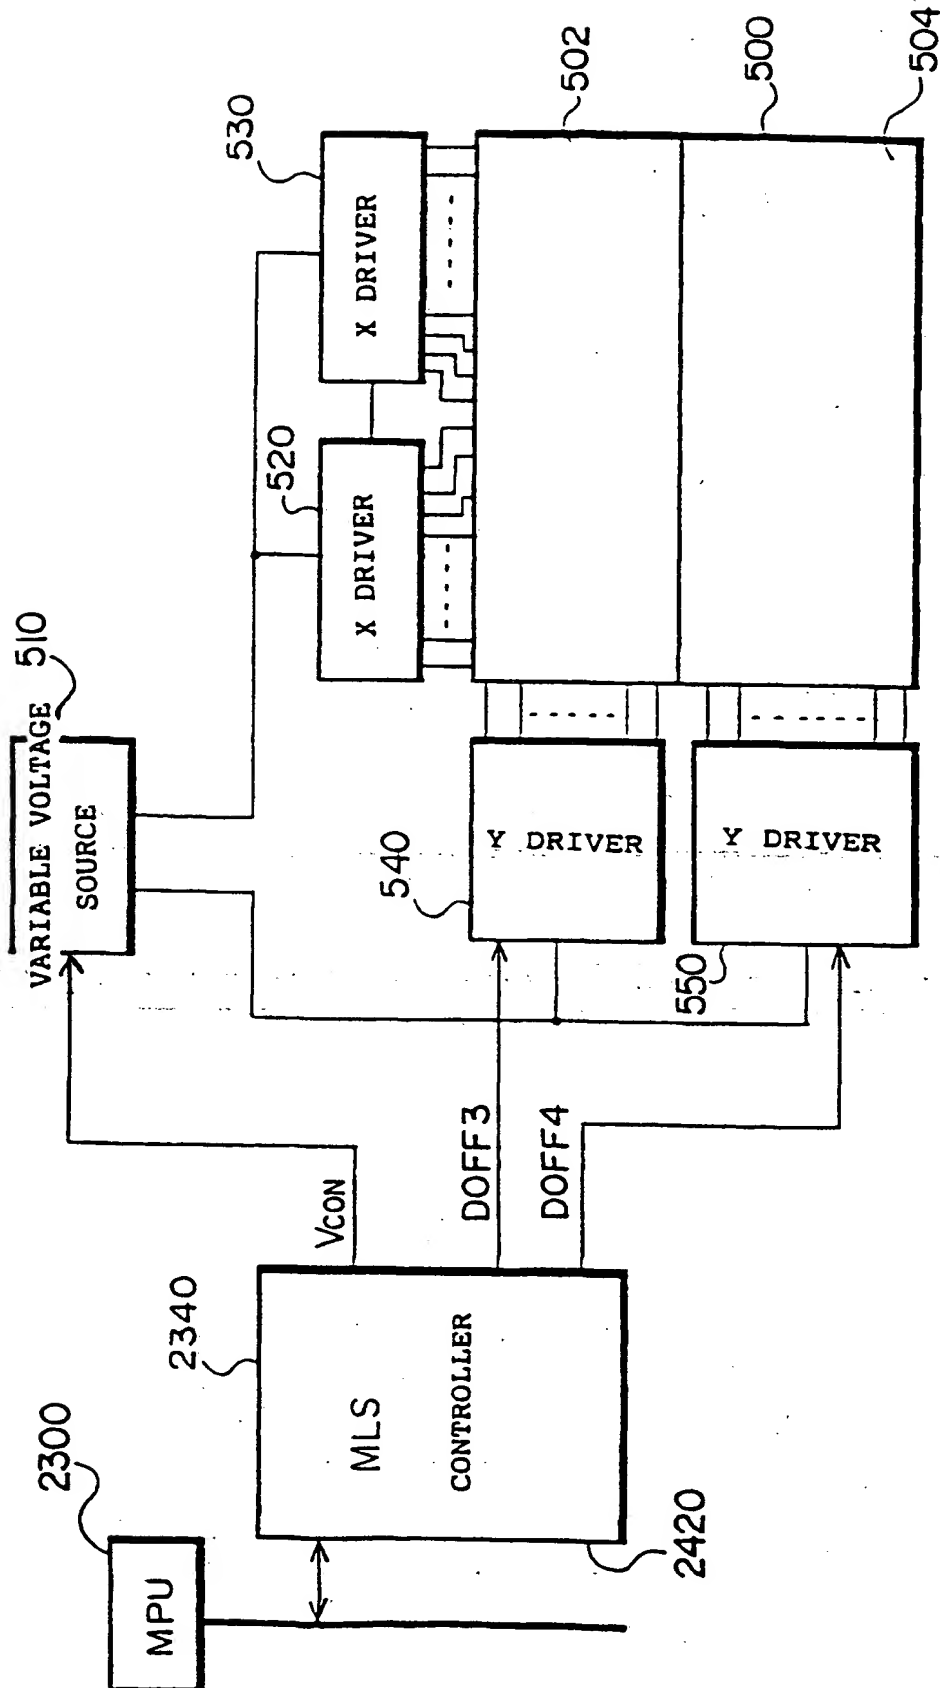 2300
MPU
2340
MLS
CONTROLLER
2420
VCON
DOFF3
DOFF4
VARIABLE VOLTAGE
SOURCE
510
540
Y DRIVER
550
Y DRIVER
520
X DRIVER
530
X DRIVER
502
500
504